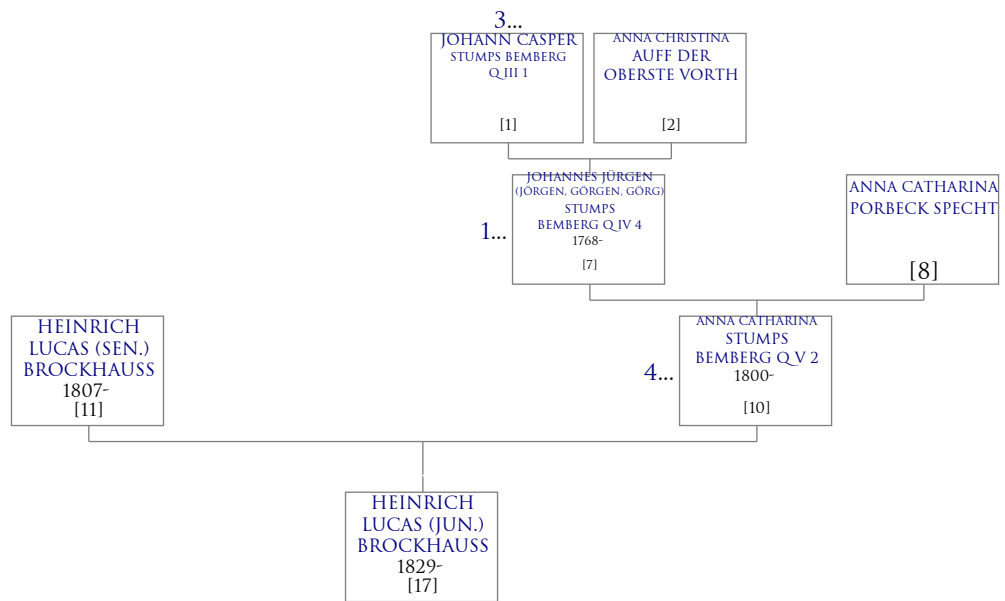 3...
JOHANN CASPER
STUMPS BEMBERG
Q III 1
[1]
ANNA CHRISTINA
AUFF DER
OBERSTE VORTH
[2]
1...
JOHANNES JÜRGEN
(JÖRGEN, GÖRGEN, GÖRG)
STUMPS
BEMBERG Q IV 4
1768-
[7]
ANNA CATHARINA
PORBECK SPECHT
[8]
HEINRICH
LUCAS (SEN.)
BROCKHAUSS
1807-
[11]
4...
ANNA CATHARINA
STUMPS
BEMBERG Q V 2
1800-
[10]
HEINRICH
LUCAS (JUN.)
BROCKHAUSS
1829-
[17]